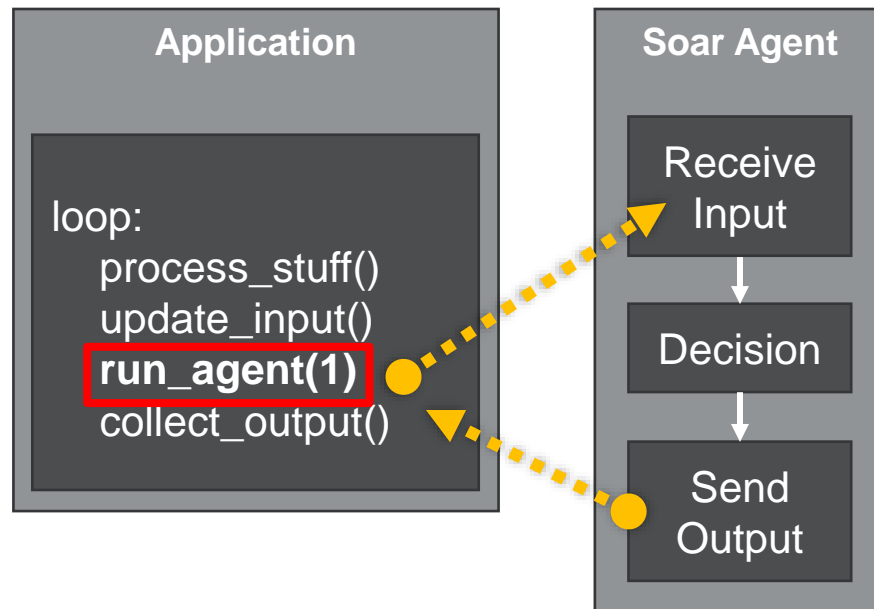 Application
loop:
process_stuff()
update_input()
run_agent(1)
collect_output()
Soar Agent
Receive
Input
Decision
Send
Output